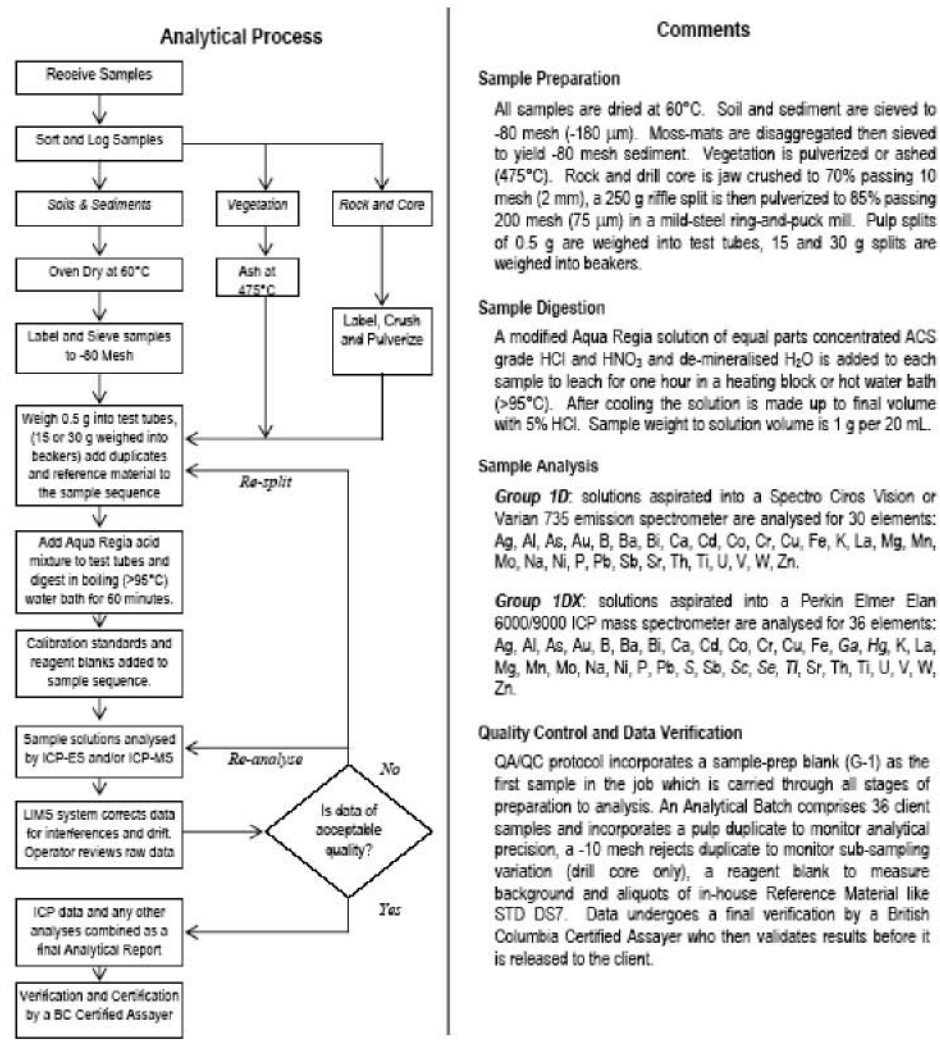 Analytical Process
Receive Samples
Sort and Log Samples
Soils & Sediments
Vegetation
Rock and Core
Oven Dry at 60°C
Ash at
475°C
Label, Crush
and Pulverize
Label and Sieve samples
to -80 Mesh
Weigh 0.5 g into test tubes,
(15 or 30 g weighed into
beakers) add duplicates
and reference material to
the sample sequence
Re-split
Add Aqua Regia acid
mixture to test tubes and
digest in boiling (>95°C)
water bath for 60 minutes.
Calibration standards and
reagent blanks added to
sample sequence.
Sample solutions analysed
by ICP-ES and/or ICP-MS
Re-analyse
No
LIMS system corrects data
for interferences and drift.
Operator reviews raw data
Is data of
acceptable
quality?
Yes
ICP data and any other
analyses combined as a
final Analytical Report
Verification and Certification
by a BC Certified Assayer
Comments
Sample Preparation
All samples are dried at 60°C. Soil and sediment are sieved to
-80 mesh (-180 µm). Moss-mats are disaggregated then sieved
to yield -80 mesh sediment. Vegetation is pulverized or ashed
(475°C). Rock and drill core is jaw crushed to 70% passing 10
mesh (2 mm), a 250 g riffle split is then pulverized to 85% passing
200 mesh (75 µm) in a mild-steel ring-and-puck mill. Pulp splits
of 0.5 g are weighed into test tubes, 15 and 30 g splits are
weighed into beakers.
Sample Digestion
A modified Aqua Regia solution of equal parts concentrated ACS
grade HCl and HNO₃ and de-mineralised H₂O is added to each
sample to leach for one hour in a heating block or hot water bath
(>95°C). After cooling the solution is made up to final volume
with 5% HCl. Sample weight to solution volume is 1 g per 20 mL.
Sample Analysis
Group 1D: solutions aspirated into a Spectro Ciros Vision or
Varian 735 emission spectrometer are analysed for 30 elements:
Ag, Al, As, Au, B, Ba, Bi, Ca, Cd, Co, Cr, Cu, Fe, K, La, Mg, Mn,
Mo, Na, Ni, P, Pb, Sb, Sr, Th, Ti, U, V, W, Zn.
Group 1DX: solutions aspirated into a Perkin Elmer Elan
6000/9000 ICP mass spectrometer are analysed for 36 elements:
Ag, Al, As, Au, B, Ba, Bi, Ca, Cd, Co, Cr, Cu, Fe, Ga, Hg, K, La,
Mg, Mn, Mo, Na, Ni, P, Pb, S, Sb, Sc, Se, Tl, Sr, Th, Ti, U, V, W,
Zn.
Quality Control and Data Verification
QA/QC protocol incorporates a sample-prep blank (G-1) as the
first sample in the job which is carried through all stages of
preparation to analysis. An Analytical Batch comprises 36 client
samples and incorporates a pulp duplicate to monitor analytical
precision, a -10 mesh rejects duplicate to monitor sub-sampling
variation (drill core only), a reagent blank to measure
background and aliquots of in-house Reference Material like
STD DS7. Data undergoes a final verification by a British
Columbia Certified Assayer who then validates results before it
is released to the client.